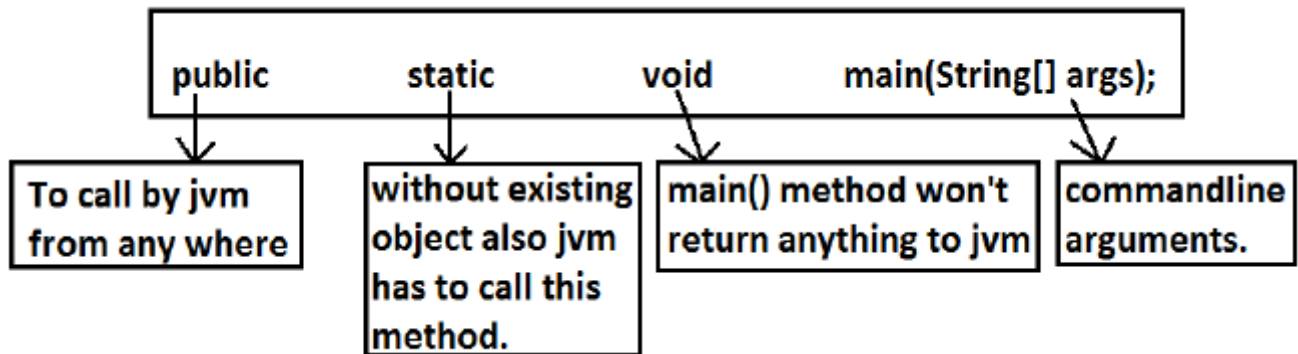 public static void main(String[] args);
To call by jvm
from any where
without existing
object also jvm
has to call this
method.
main() method won't
return anything to jvm
commandline
arguments.